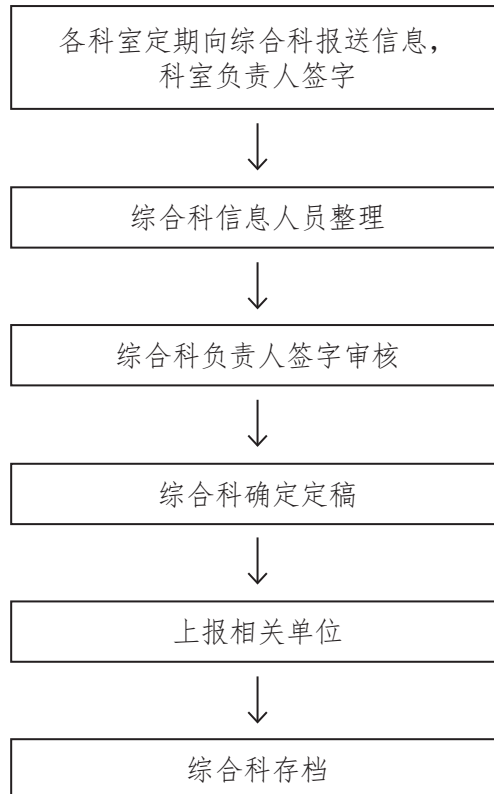 各科室定期向综合科报送信息，
科室负责人签字
综合科信息人员整理
综合科负责人签字审核
综合科确定定稿
上报相关单位
综合科存档